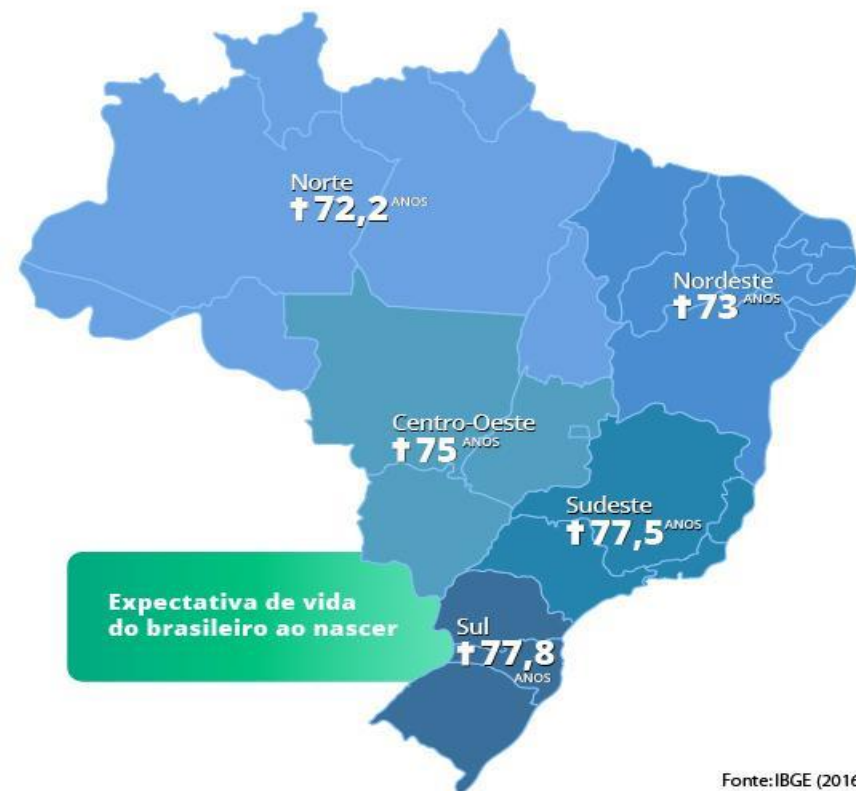 Norte
✝72,2 ANOS
Nordeste
✝73 ANOS
Centro-Oeste
✝75 ANOS
Sudeste
✝77,5 ANOS
Expectativa de vida
do brasileiro ao nascer
Sul
✝77,8
ANOS
Fonte:IBGE (2016